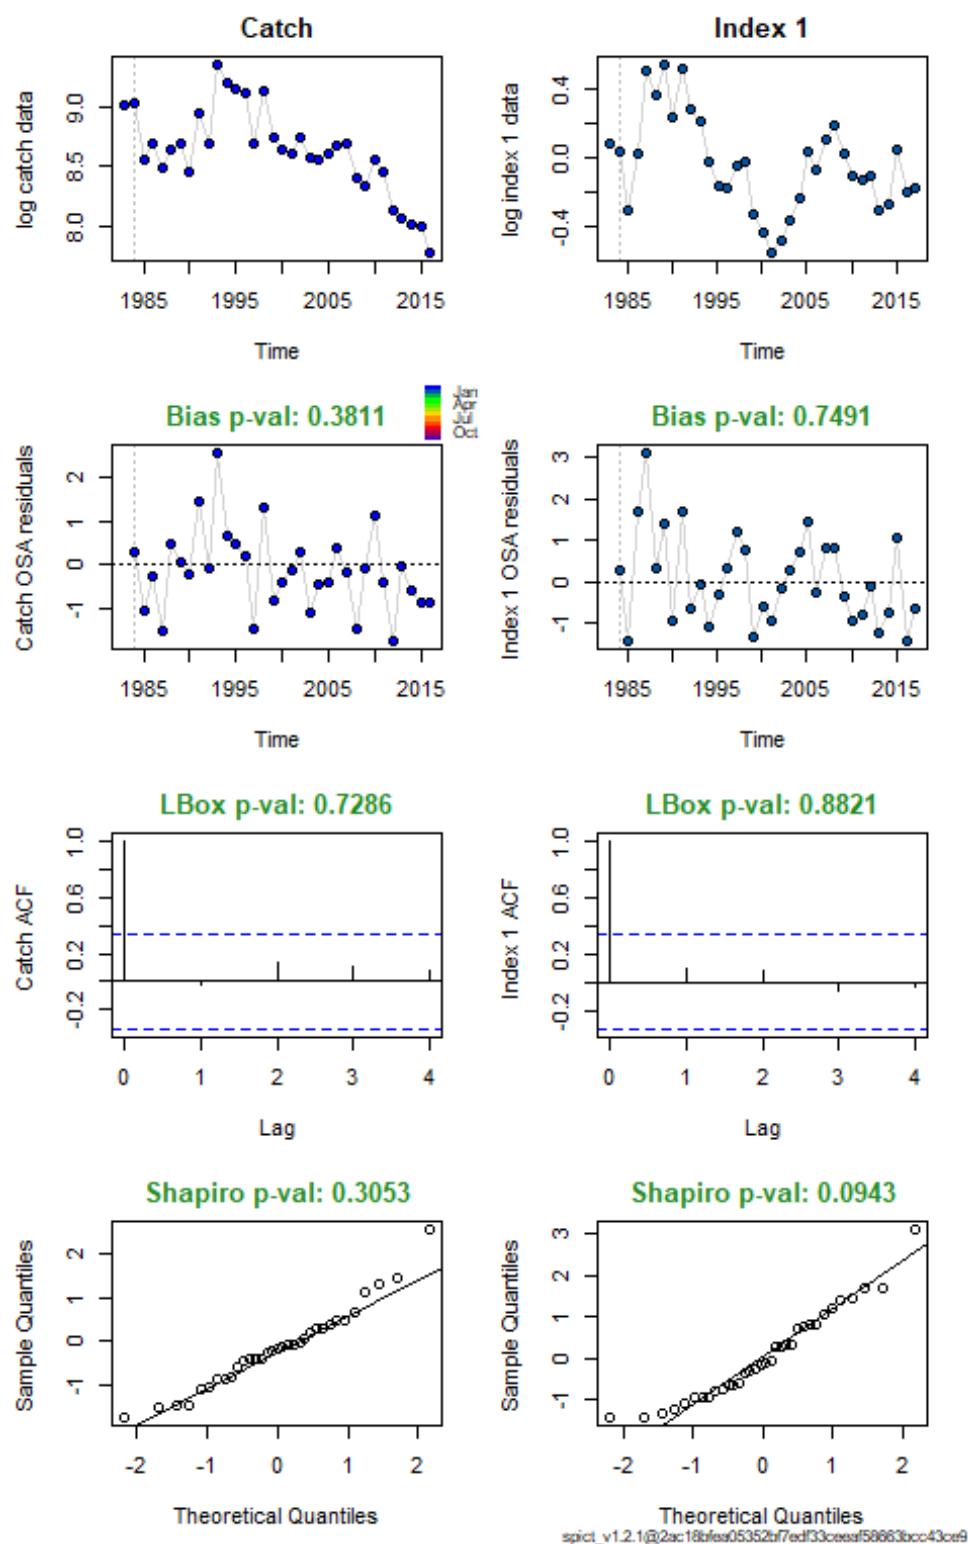 Catch
log catch data
9.0
8.5
8.0
1985 1995 2005 2015
Time
Index 1
log index 1 data
0.4
0.0
-0.4
1985 1995 2005 2015
Time
Jan
Apr
Jul
Oct
Bias p-val: 0.3811
Catch OSA residuals
2
1
0
-1
1985 1995 2005 2015
Time
Bias p-val: 0.7491
Index 1 OSA residuals
3
2
1
0
-1
1985 1995 2005 2015
Time
LBox p-val: 0.7286
Catch ACF
1.0
0.6
0.2
-0.2
0 1 2 3 4
Lag
LBox p-val: 0.8821
Index 1 ACF
1.0
0.6
0.2
-0.2
0 1 2 3 4
Lag
Shapiro p-val: 0.3053
Sample Quantiles
2
1
0
-1
-2 -1 0 1 2
Theoretical Quantiles
Shapiro p-val: 0.0943
Sample Quantiles
3
2
1
0
-1
-2 -1 0 1 2
Theoretical Quantiles